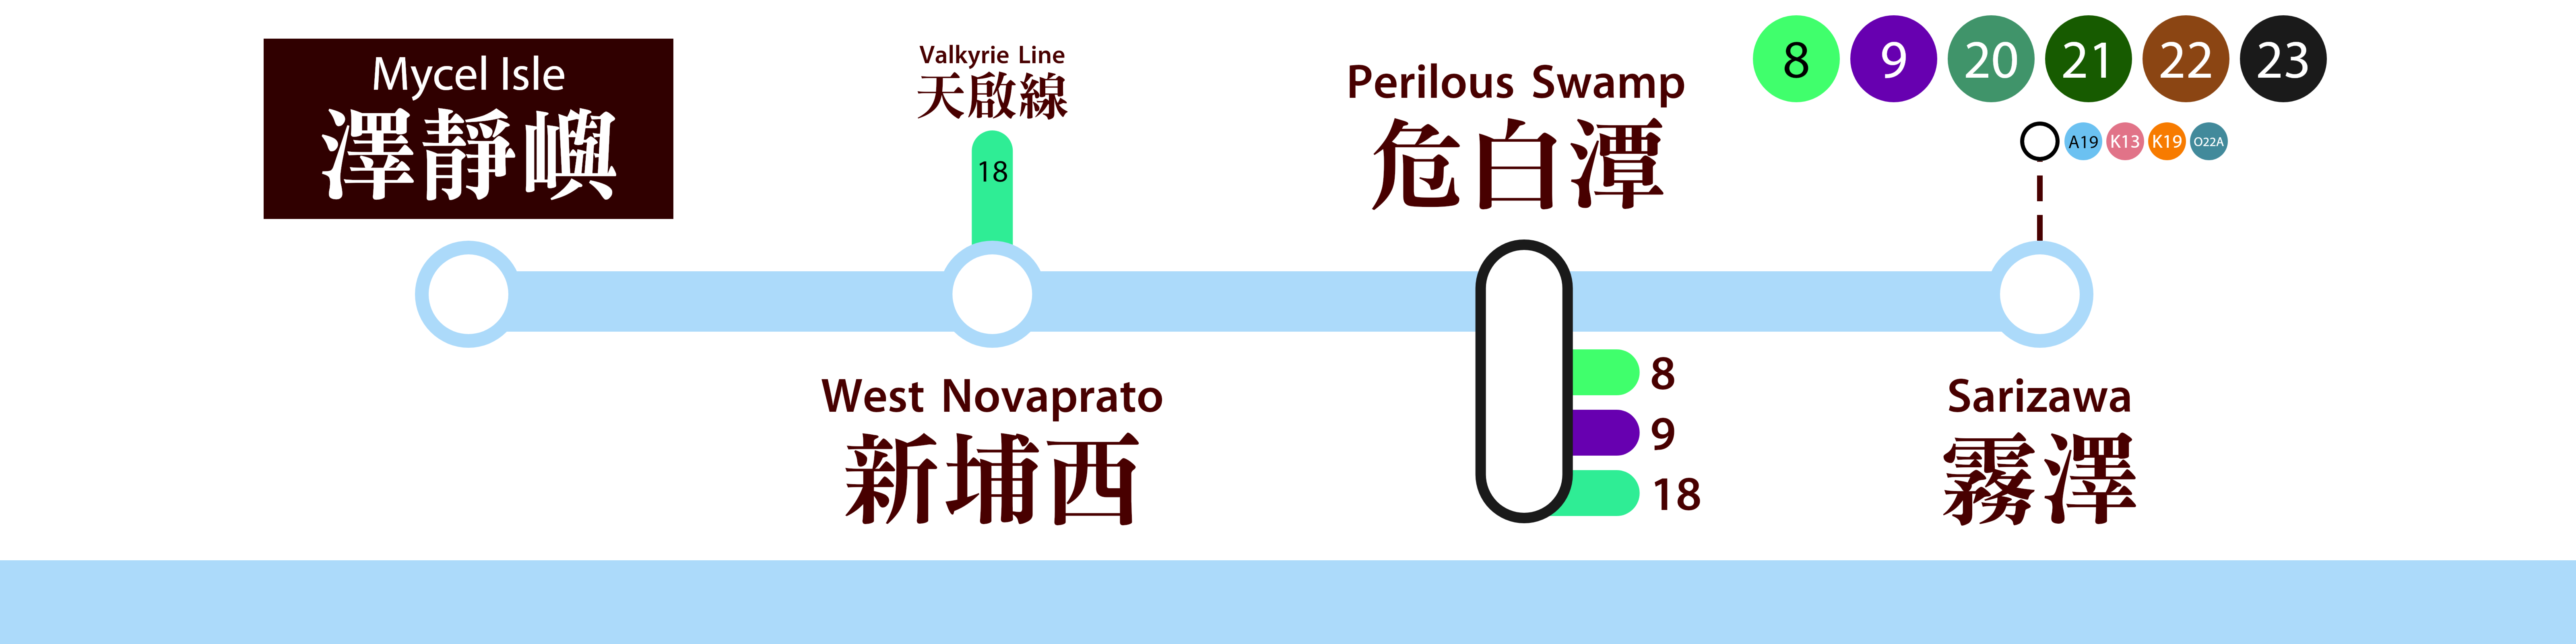 Mycel Isle
澤靜嶼
Valkyrie Line
天啟線
18
West Novaprato
新埔西
Perilous Swamp
危白潭
8
9
18
8 9 20 21 22 23
A19 K13 K19 O22A
Sarizawa
霧澤